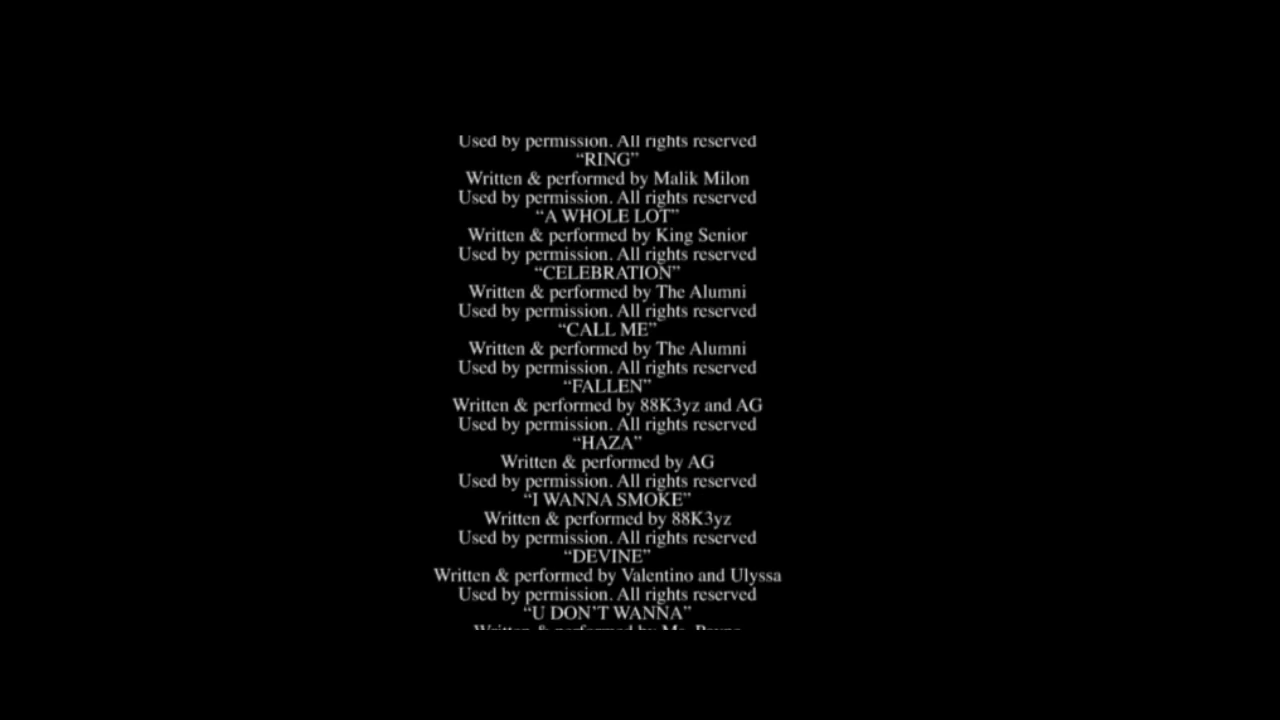 Used by permission. All rights reserved
“RING”
Written & performed by Malik Milon
Used by permission. All rights reserved
“A WHOLE LOT”
Written & performed by King Senior
Used by permission. All rights reserved
“CELEBRATION”
Written & performed by The Alumni
Used by permission. All rights reserved
“CALL ME”
Written & performed by The Alumni
Used by permission. All rights reserved
“FALLEN”
Written & performed by 88K3yz and AG
Used by permission. All rights reserved
“HAZA”
Written & performed by AG
Used by permission. All rights reserved
“I WANNA SMOKE”
Written & performed by 88K3yz
Used by permission. All rights reserved
“DEVINE”
Written & performed by Valentino and Ulyssa
Used by permission. All rights reserved
“U DON’T WANNA”
Written & performed by